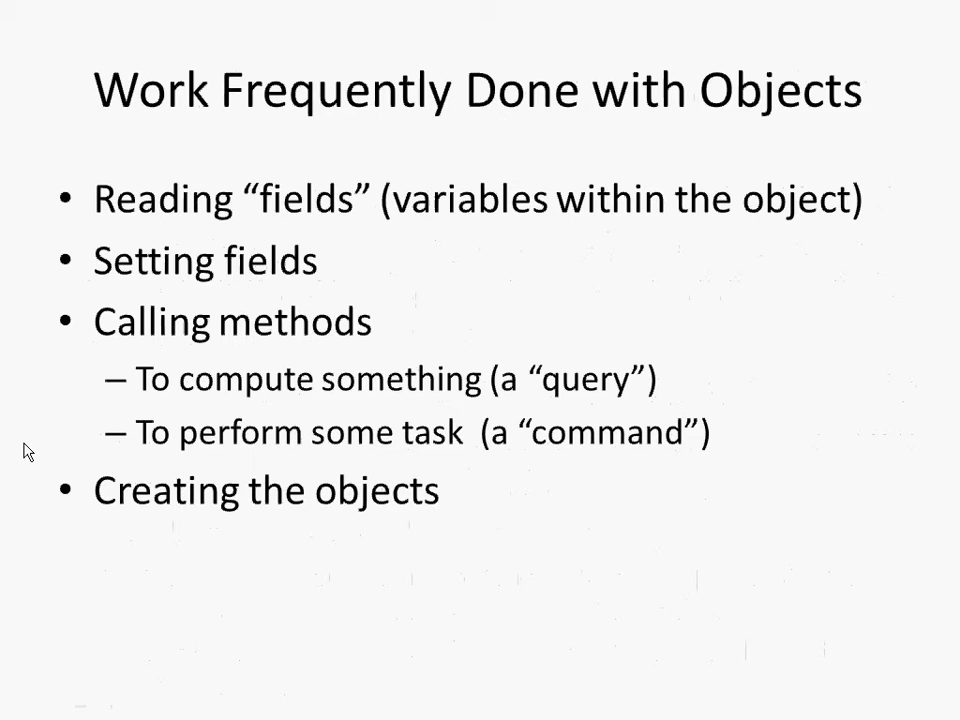 Work Frequently Done with Objects
• Reading “fields” (variables within the object)
• Setting fields
• Calling methods
– To compute something (a “query”)
– To perform some task (a “command”)
• Creating the objects